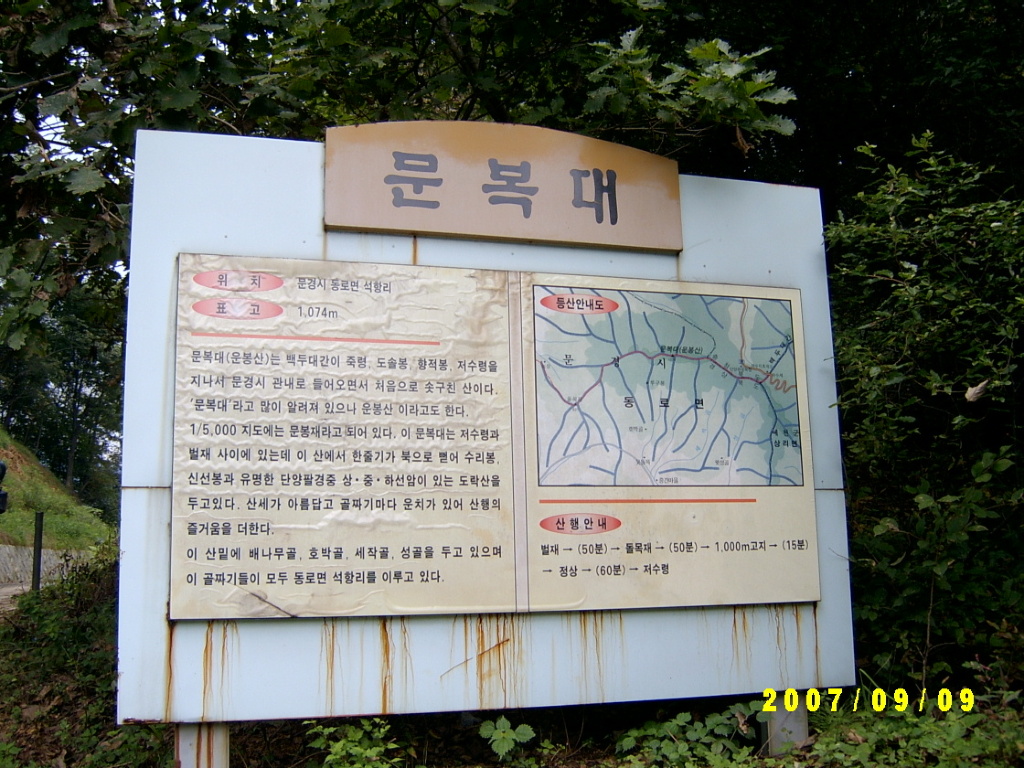 문복대
위 치 문경시 동로면 석항리
표 고 1,074m
문복대(운봉산)는 백두대간이 죽령, 도솔봉, 향적봉, 저수령을
지나서 문경시 관내로 들어오면서 처음으로 솟구친 산이다.
'문복대'라고 많이 알려져 있으나 운봉산 이라고도 한다.
1/5,000 지도에는 문봉재라고 되어 있다. 이 문복대는 저수령과
벌재 사이에 있는데 이 산에서 한줄기가 북으로 뻗어 수리봉,
신선봉과 유명한 단양팔경중 상·중·하선암이 있는 도락산을
두고있다. 산세가 아름답고 골짜기마다 운치가 있어 산행의
즐거움을 더한다.
이 산밑에 배나무골, 호박골, 세작골, 성골을 두고 있으며
이 골짜기들이 모두 동로면 석항리를 이루고 있다.
등산안내도
문복대(운봉산)
문 경 시
동 로 면
상리면
산행안내
벌재 → (50분) → 돌목재 → (50분) → 1,000m고지 → (15분)
→ 정상 → (60분) → 저수령
2007/09/09